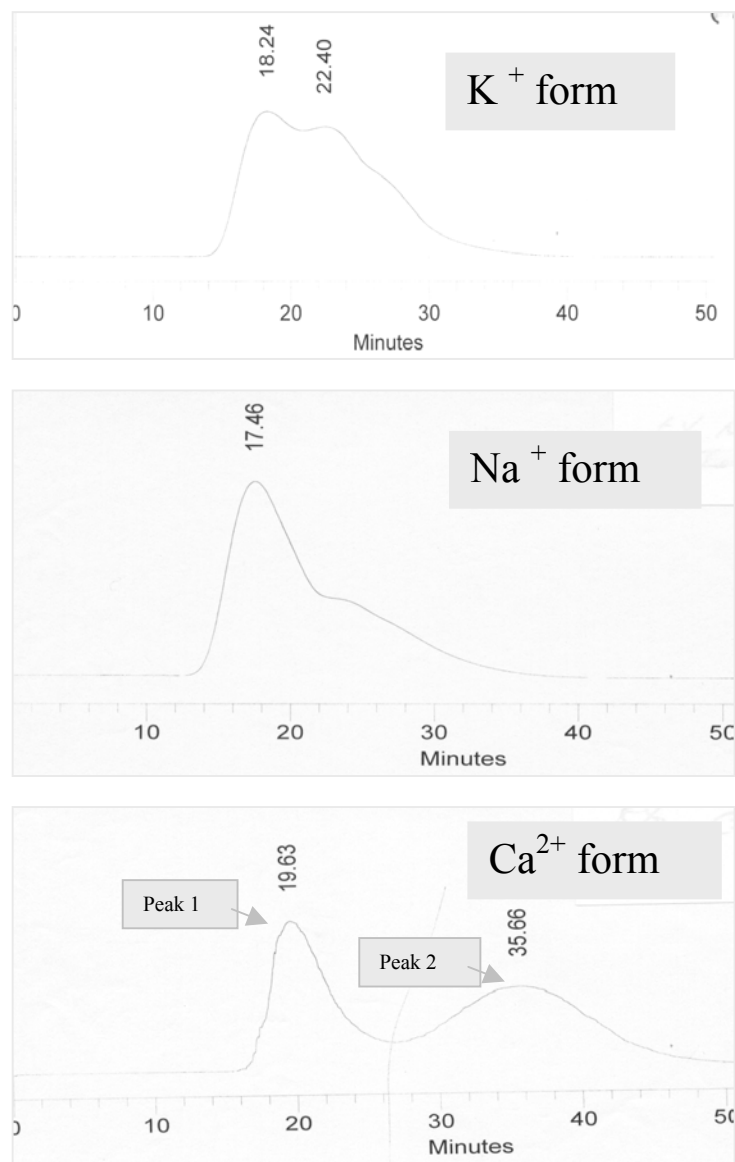 18.24
22.40
K + form
0 10 20 30 40 50
Minutes
17.46
Na + form
10 20 30 40 50
Minutes
19.63
Ca2+ form
Peak 1
35.66
Peak 2
0 10 20 30 40 50
Minutes